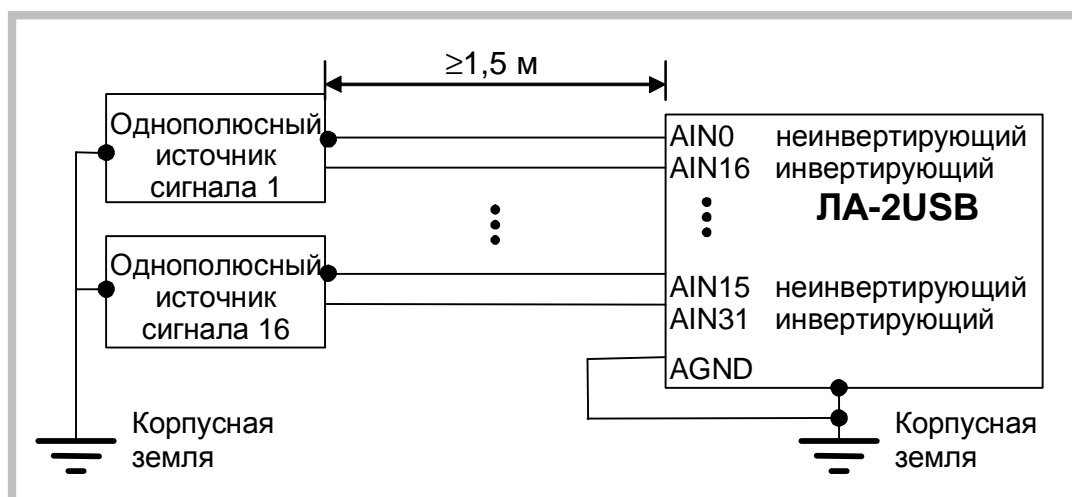 ≥1,5 м
Однополюсный
источник
сигнала 1
AIN0 неинвертирующий
AIN16 инвертирующий
ЛА-2USB
Однополюсный
источник
сигнала 16
AIN15 неинвертирующий
AIN31 инвертирующий
AGND
Корпусная
земля
Корпусная
земля